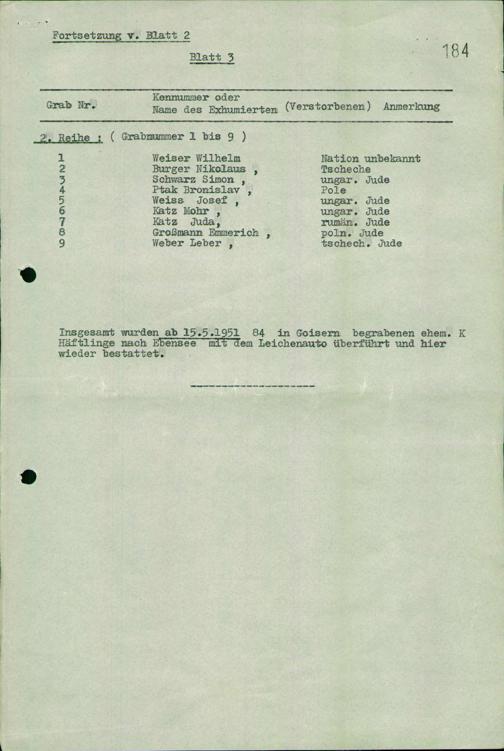 Fortsetzung v. Blatt 2
184
Blatt 3
Grab Nr. Kennummer oder Name des Exhumierten (Verstorbenen) Anmerkung
2. Reihe : ( Grabnummer 1 bis 9 )
1 Weiser Wilhelm Nation unbekannt
2 Burger Nikolaus , Tscheche
3 Schwarz Simon , ungar. Jude
4 Ptak Bronislav , Pole
5 Weiss Josef , ungar. Jude
6 Katz Mohr , ungar. Jude
7 Katz Juda, rumän. Jude
8 Großmann Emmerich , poln. Jude
9 Weber Leber , tschech. Jude
Insgesamt wurden ab 15.5.1951 84 in Goisern begrabenen ehem. K
Häftlinge nach Ebensee mit dem Leichenauto überführt und hier
wieder bestattet.